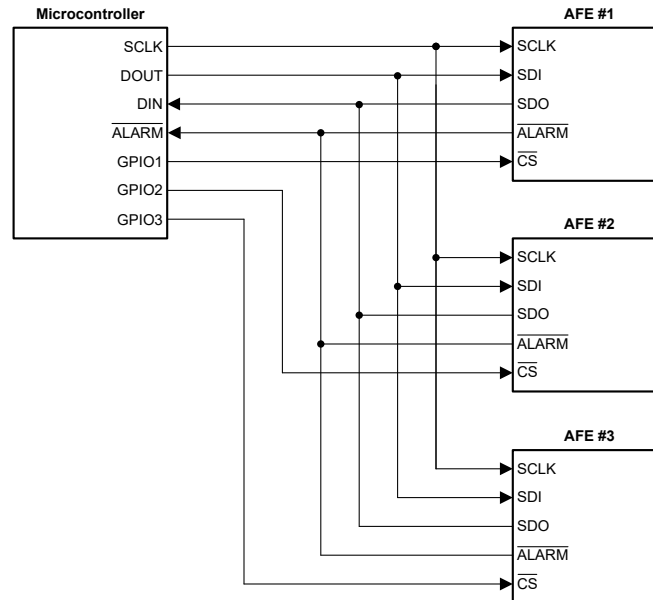 Microcontroller
SCLK
DOUT
DIN
ALARM
GPIO1
GPIO2
GPIO3
AFE #1
SCLK
SDI
SDO
ALARM
CS
AFE #2
SCLK
SDI
SDO
ALARM
CS
AFE #3
SCLK
SDI
SDO
ALARM
CS